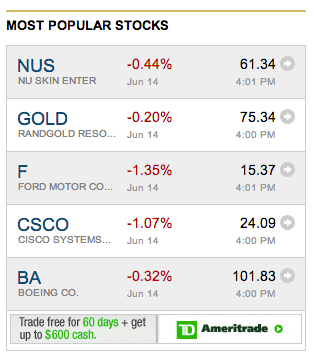 MOST POPULAR STOCKS
NUS -0.44% 61.34
NU SKIN ENTER Jun 14 4:01 PM
GOLD -0.20% 75.34
RANDGOLD RESO... Jun 14 4:00 PM
F -1.35% 15.37
FORD MOTOR CO... Jun 14 4:01 PM
CSCO -1.07% 24.09
CISCO SYSTEMS... Jun 14 4:00 PM
BA -0.32% 101.83
BOEING CO. Jun 14 4:00 PM
Trade free for 60 days + get
up to $600 cash.
TD Ameritrade